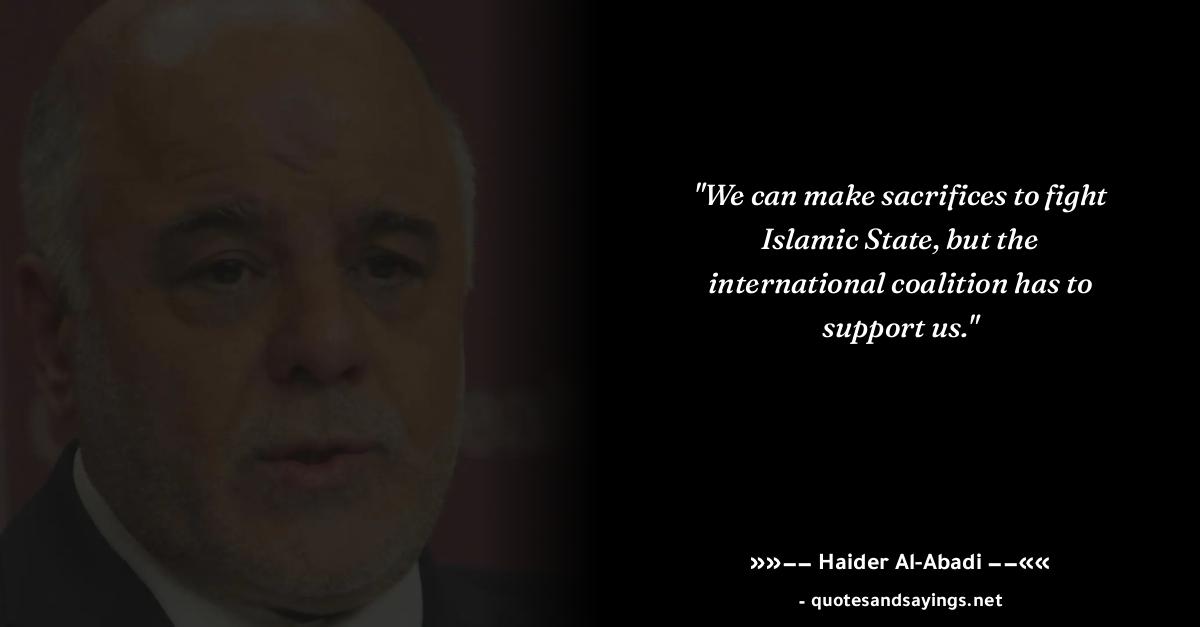 "We can make sacrifices to fight
Islamic State, but the
international coalition has to
support us."
»»−− Haider Al-Abadi −−««
- quotesandsayings.net